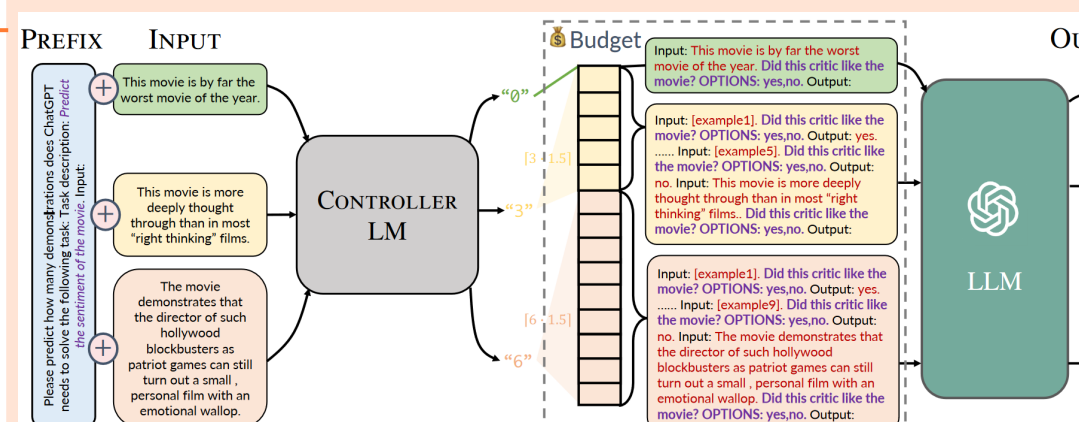 PREFIX
INPUT
Budget
Ou
Please predict how many demonstrations does ChatGPT
needs to solve the following task: Task description: Predict
the sentiment of the movie. Input:
This movie is by far the
worst movie of the year.
This movie is more
deeply thought
through than in most
“right thinking” films.
The movie
demonstrates that
the director of such
hollywood
blockbusters as
patriot games can still
turn out a small ,
personal film with an
emotional wallop.
CONTROLLER
LM
“0”
“3”
“6”
[3 · 1.5]
[6 · 1.5]
Input: This movie is by far the worst
movie of the year. Did this critic like the
movie? OPTIONS: yes,no. Output:
Input: [example1]. Did this critic like the
movie? OPTIONS: yes,no. Output: yes.
...... Input: [example5]. Did this critic like
the movie? OPTIONS: yes,no. Output:
no. Input: This movie is more deeply
thought through than in most “right
thinking” films.. Did this critic like the
movie? OPTIONS: yes,no. Output:
Input: [example1]. Did this critic like the
movie? OPTIONS: yes,no. Output: yes.
...... Input: [example9]. Did this critic like
the movie? OPTIONS: yes,no. Output:
no. Input: The movie demonstrates that
the director of such hollywood
blockbusters as patriot games can still
turn out a small , personal film with an
emotional wallop. Did this critic like the
movie? OPTIONS: yes,no. Output:
LLM